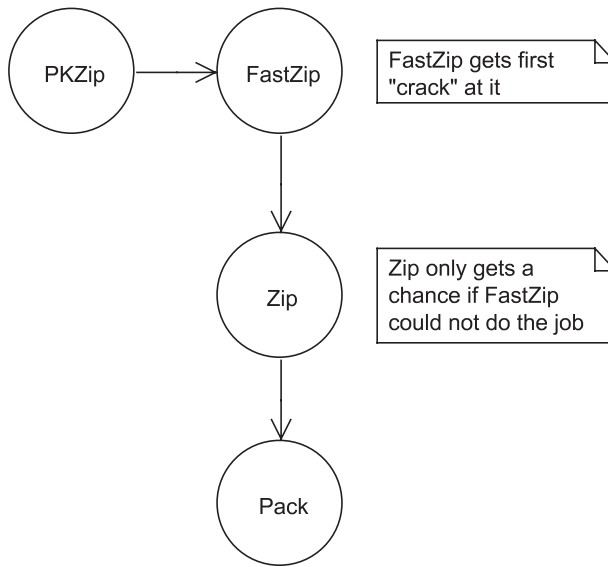 PKZip
FastZip
FastZip gets first
"crack" at it
Zip
Zip only gets a
chance if FastZip
could not do the job
Pack